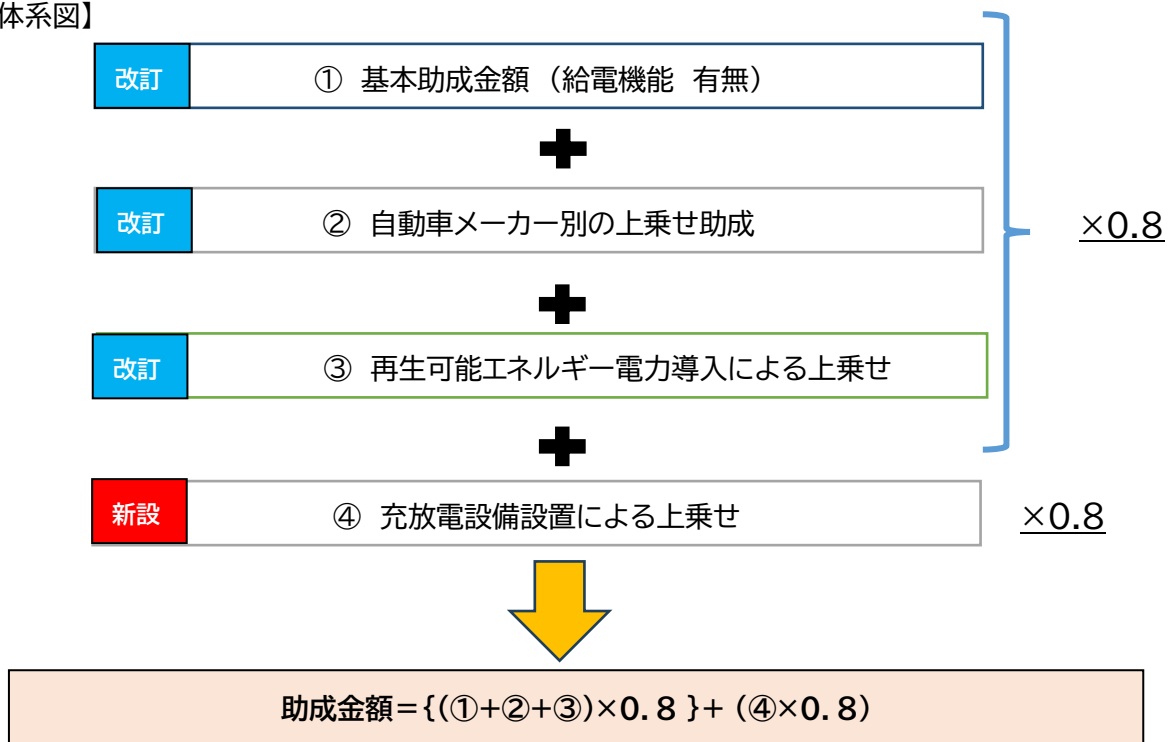 体系図】
改訂 ① 基本助成金額（給電機能 有無）
改訂 ② 自動車メーカー別の上乗せ助成
×0.8
改訂 ③ 再生可能エネルギー電力導入による上乗せ
新設 ④ 充放電設備設置による上乗せ
×0.8
助成金額＝{(①+②+③)×0．8 }+（④×0．8）